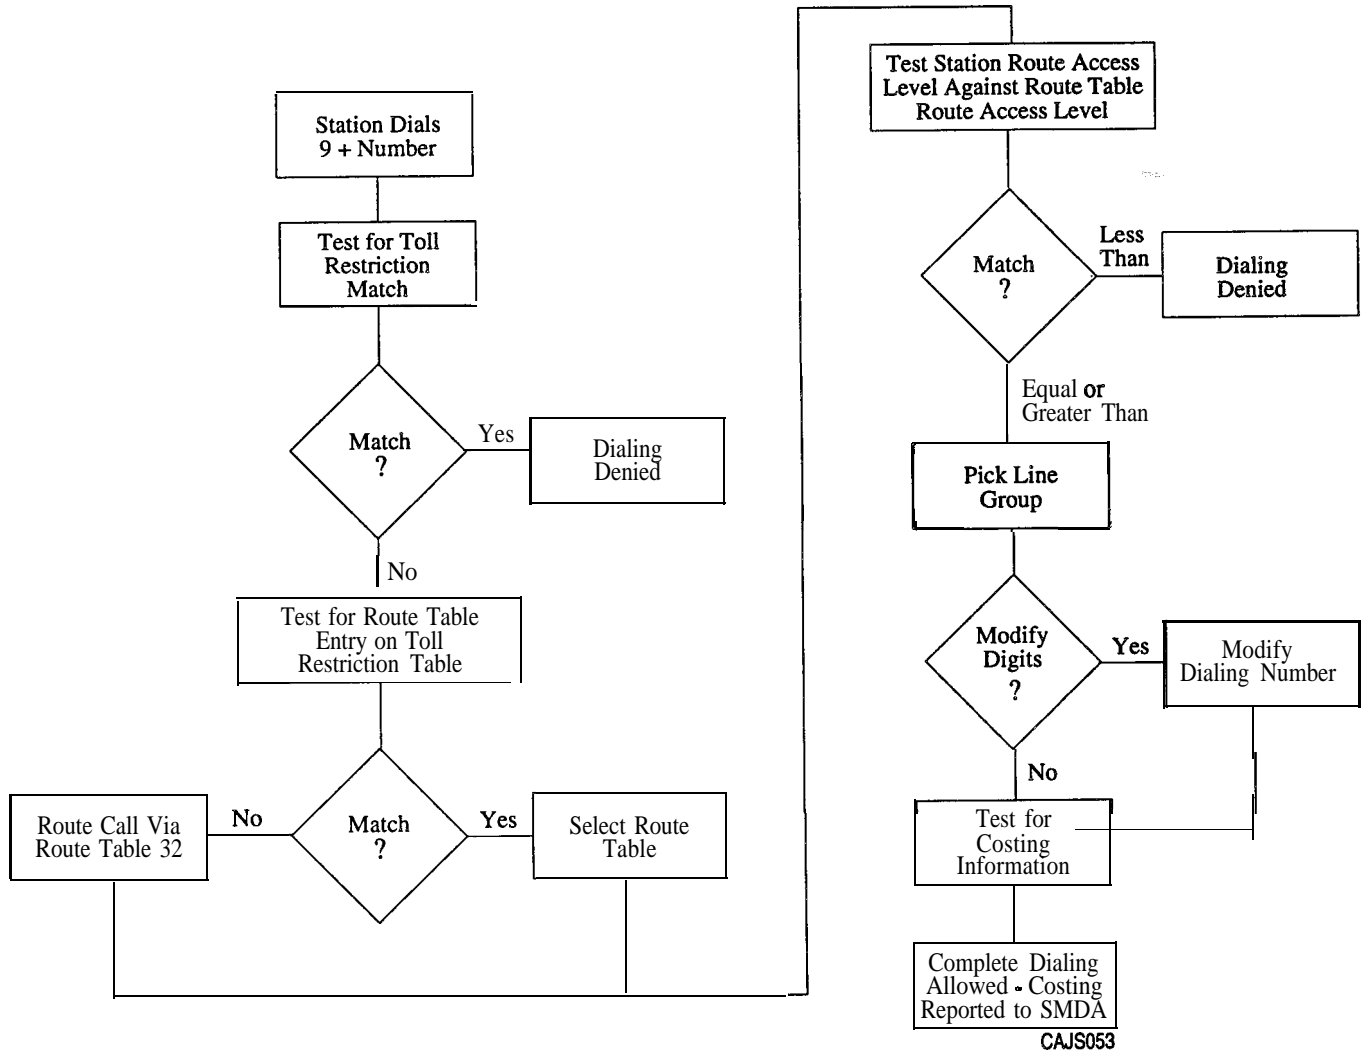 Station Dials
9 + Number
Test for Toll
Restriction
Match
Match
?
Yes
Dialing
Denied
No
Test for Route Table
Entry on Toll
Restriction Table
Match
?
No
Route Call Via
Route Table 32
Yes
Select Route
Table
Test Station Route Access
Level Against Route Table
Route Access Level
Match
?
Less
Than
Dialing
Denied
Equal or
Greater Than
Pick Line
Group
Modify
Digits
?
Yes
Modify
Dialing Number
No
Test for
Costing
Information
Complete Dialing
Allowed - Costing
Reported to SMDA
CAJS053